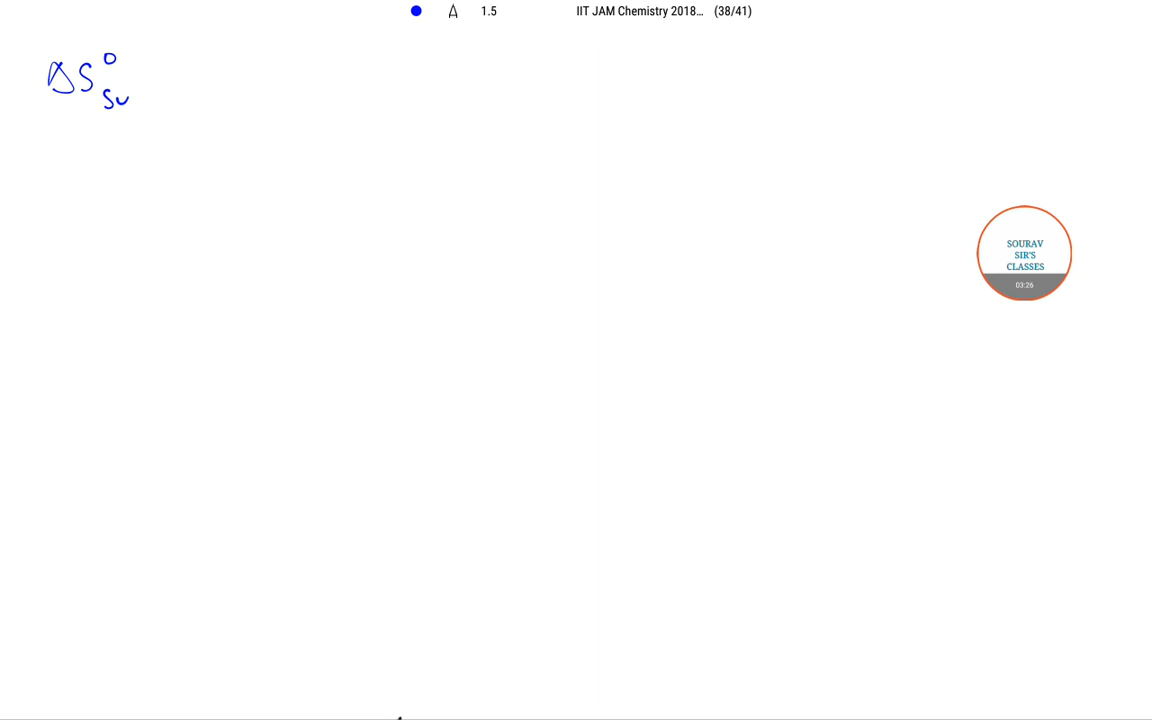 1.5 IIT JAM Chemistry 2018... (38/41)
ΔS°su
SOURAV
SIR'S
CLASSES
03:26